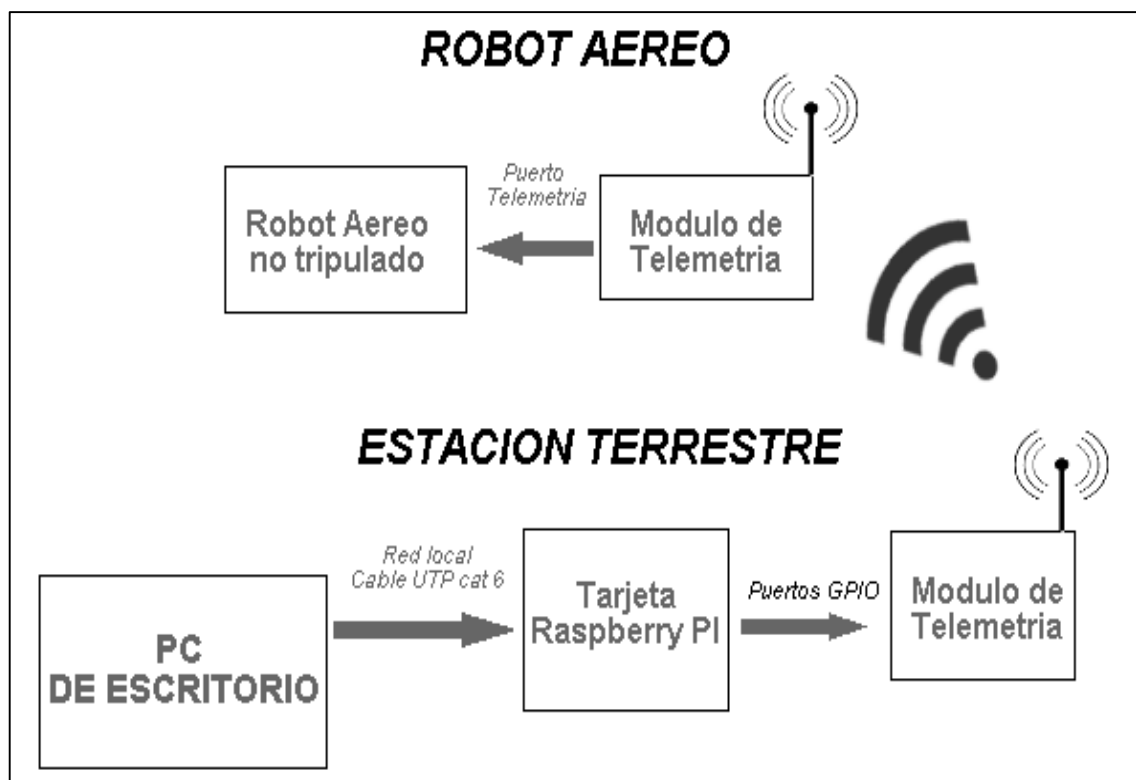 ROBOT AEREO
Puerto
Telemetria
Robot Aereo
no tripulado
Modulo de
Telemetria
ESTACION TERRESTRE
Red local
Cable UTP cat 6
PC
DE ESCRITORIO
Tarjeta
Raspberry PI
Puertos GPIO
Modulo de
Telemetria